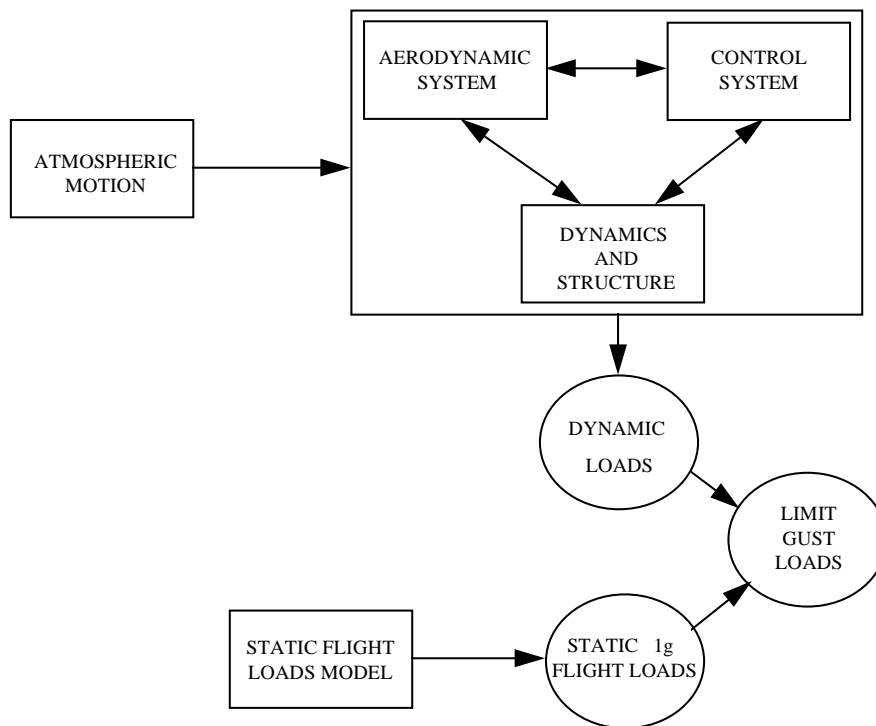 AERODYNAMIC
SYSTEM
CONTROL
SYSTEM
ATMOSPHERIC
MOTION
DYNAMICS
AND
STRUCTURE
DYNAMIC
LOADS
LIMIT
GUST
LOADS
STATIC FLIGHT
LOADS MODEL
STATIC 1g
FLIGHT LOADS